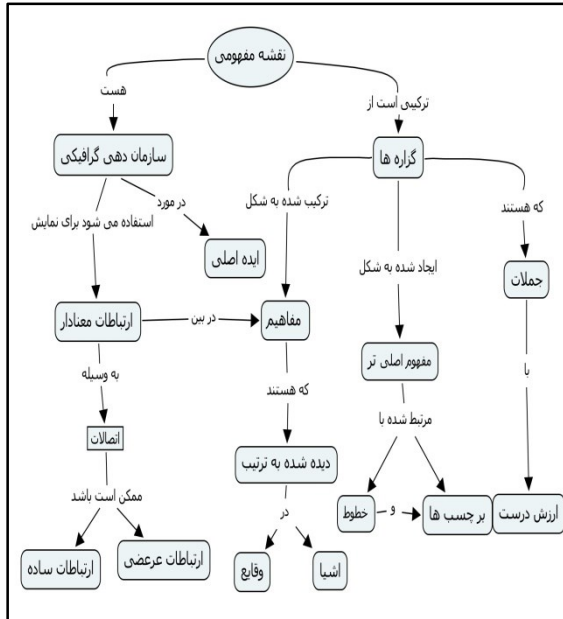 نقشه مفهومی
هست
ترکیبی است از
سازمان دهی گرافیکی
گزاره ها
استفاده می شود برای نمایش
در مورد
ترکیب شده به شکل
که هستند
ایده اصلی
ایجاد شده به شکل
جملات
ارتباطات معنادار
در بین
مفاهیم
مفهوم اصلی تر
با
به وسیله
که هستند
مرتبط شده با
اتصالات
دیده شده به ترتیب
ممکن است باشد
در
خطوط
و
بر چسب ها
ارزش درست
ارتباطات ساده
ارتباطات عرعضی
وقایع
اشیا